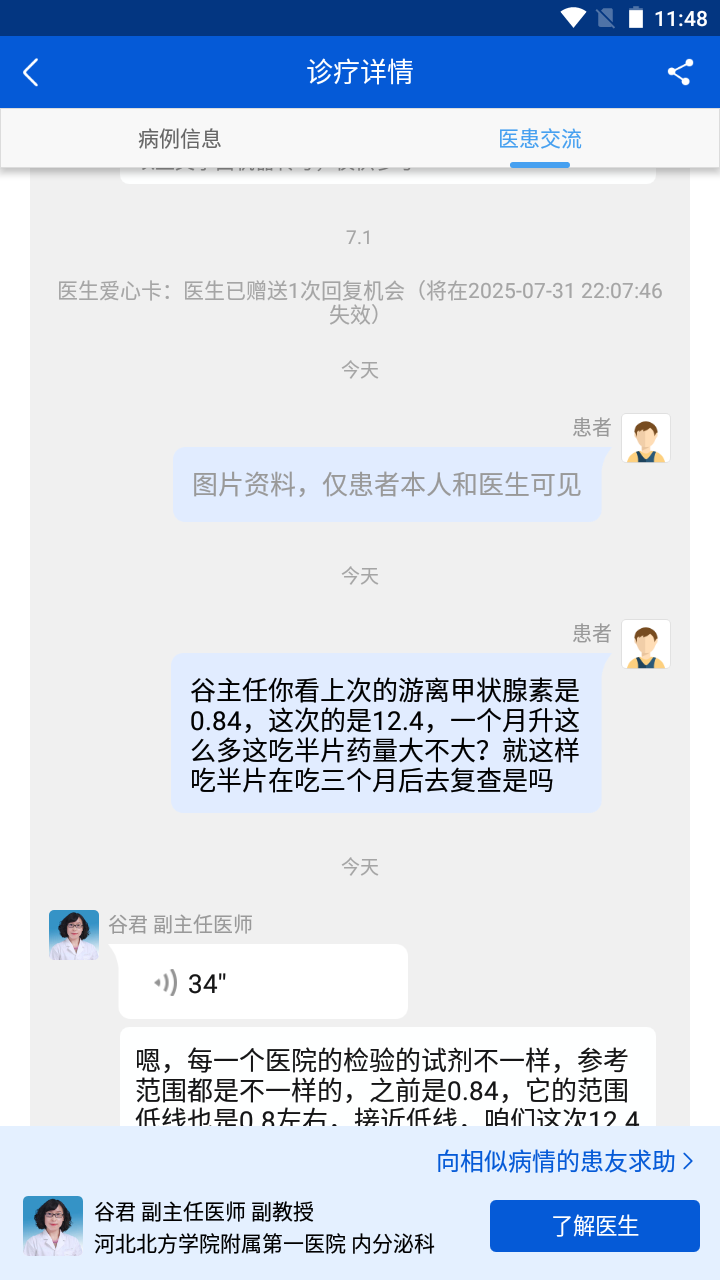 11:48
诊疗详情
病例信息
医患交流
7.1
医生爱心卡：医生已赠送1次回复机会（将在2025-07-31 22:07:46
失效）
今天
患者
图片资料，仅患者本人和医生可见
今天
患者
谷主任你看上次的游离甲状腺素是
0.84，这次的是12.4，一个月升这
么多这吃半片药量大不大？就这样
吃半片在吃三个月后去复查是吗
今天
谷君 副主任医师
34"
嗯，每一个医院的检验的试剂不一样，参考
范围都是不一样的，之前是0.84，它的范围
低线也是0.8左右，接近低线，咱们这次12.4
向相似病情的患友求助
谷君 副主任医师 副教授
河北北方学院附属第一医院 内分泌科
了解医生